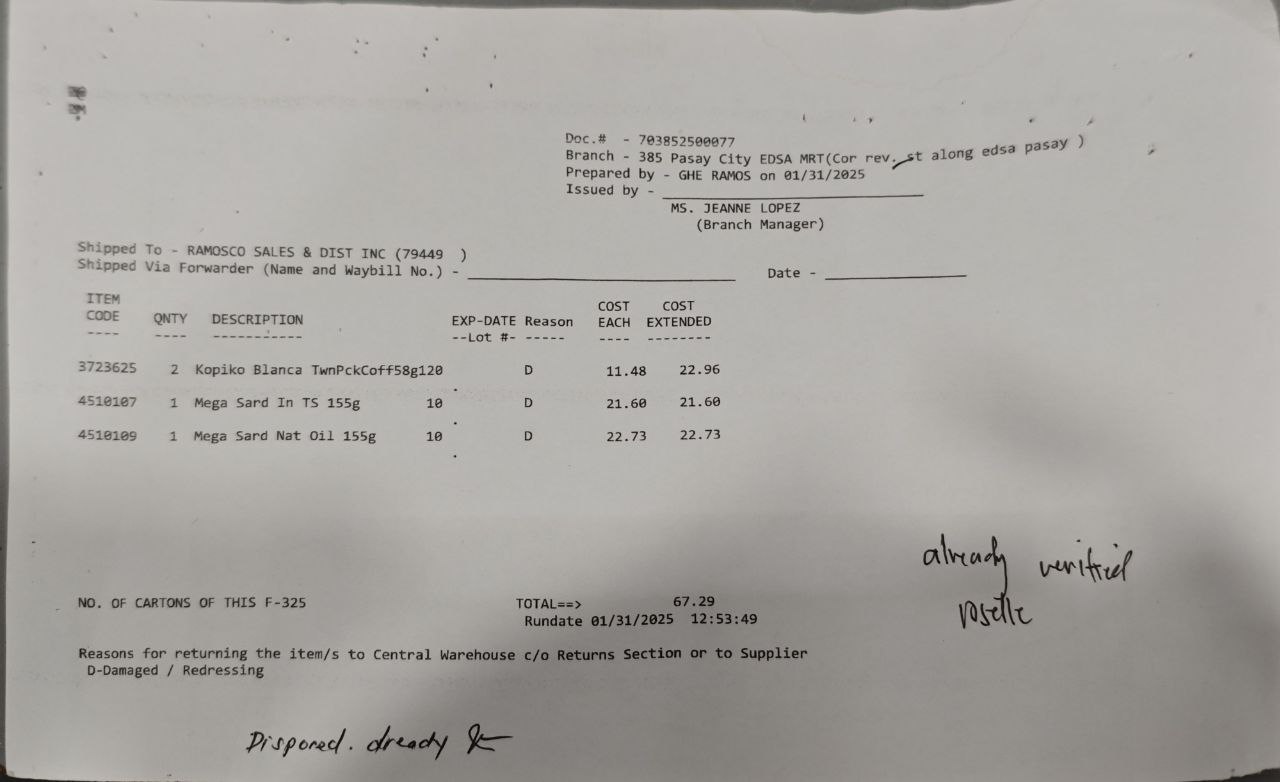 Doc.# - 703852500077
Branch - 385 Pasay City EDSA MRT(Cor rev. st along edsa pasay )
Prepared by - GHE RAMOS on 01/31/2025
Issued by -
MS. JEANNE LOPEZ
(Branch Manager)
Shipped To - RAMOSCO SALES & DIST INC (79449 )
Shipped Via Forwarder (Name and Waybill No.) - Date -
ITEM CODE QNTY DESCRIPTION EXP-DATE Reason COST EACH COST EXTENDED
---- ---- ----------- --Lot #- ----- ---- --------
3723625 2 Kopiko Blanca TwnPckCoff58g120 D 11.48 22.96
4510107 1 Mega Sard In TS 155g 10 D 21.60 21.60
4510109 1 Mega Sard Nat Oil 155g 10 D 22.73 22.73
already verified
roselle
NO. OF CARTONS OF THIS F-325 TOTAL==> 67.29
Rundate 01/31/2025 12:53:49
Reasons for returning the item/s to Central Warehouse c/o Returns Section or to Supplier
D-Damaged / Redressing
Disposed. already